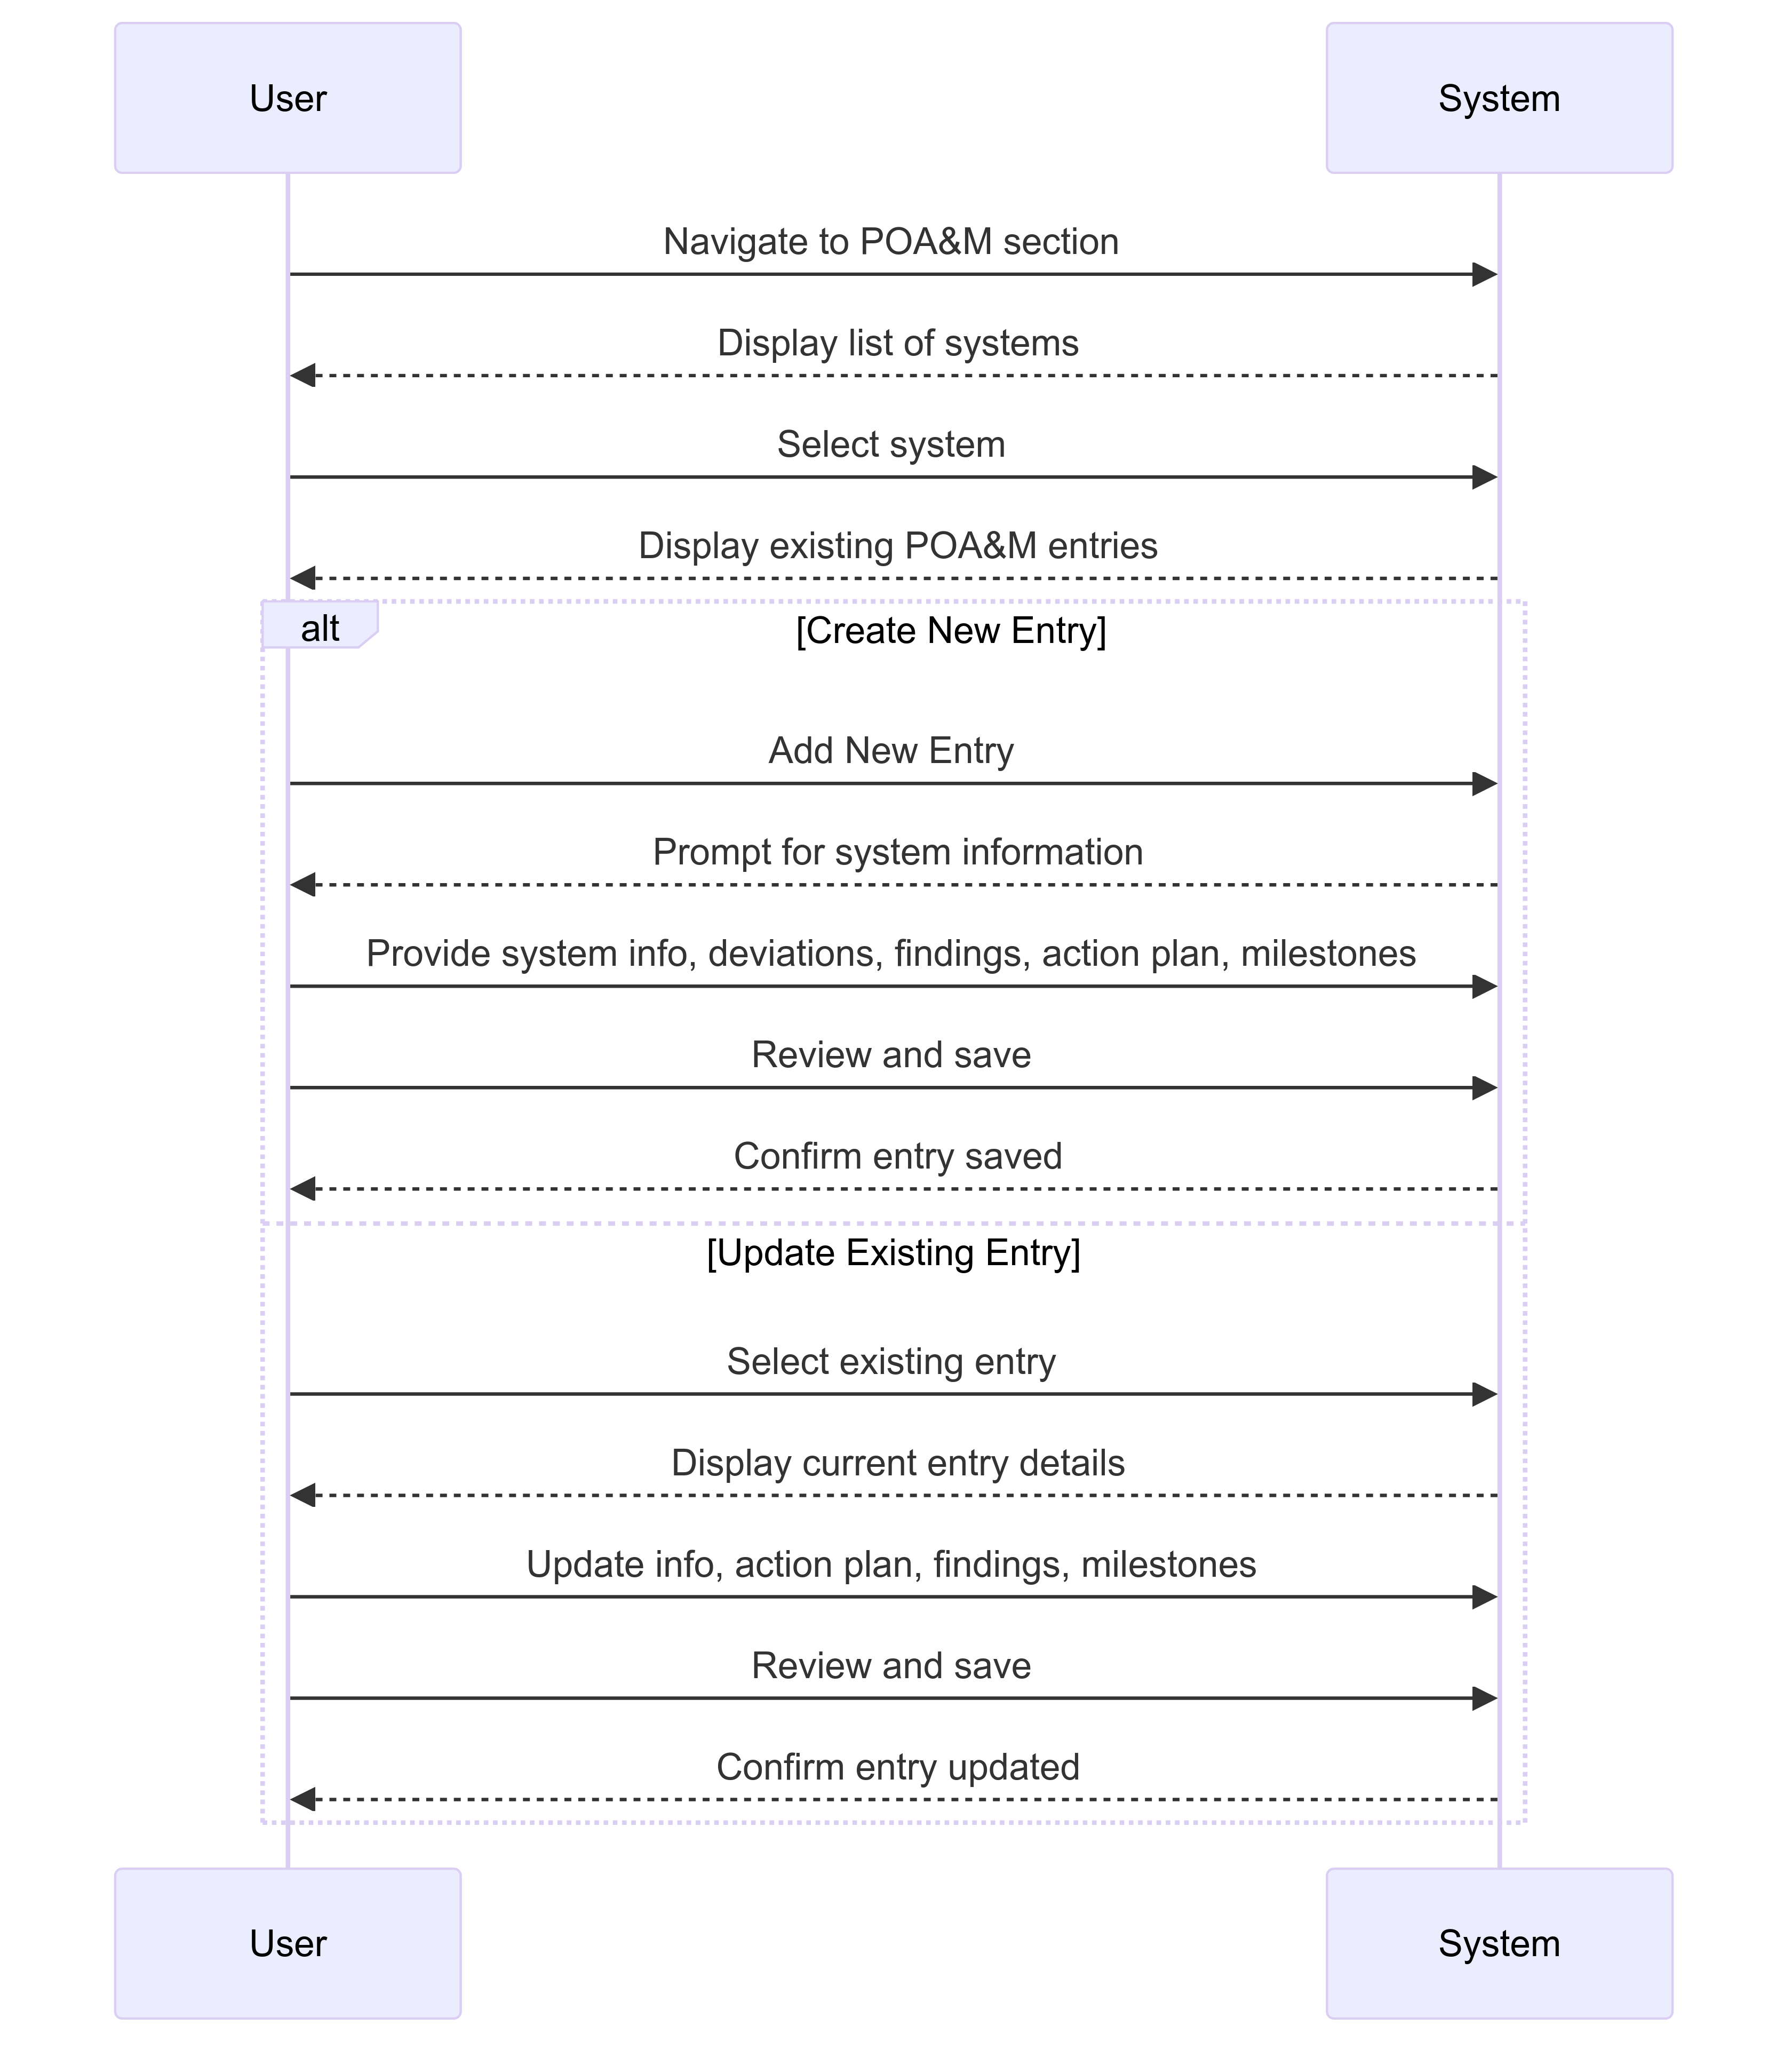 User
System
Navigate to POA&M section
Display list of systems
Select system
Display existing POA&M entries
alt
[Create New Entry]
Add New Entry
Prompt for system information
Provide system info, deviations, findings, action plan, milestones
Review and save
Confirm entry saved
[Update Existing Entry]
Select existing entry
Display current entry details
Update info, action plan, findings, milestones
Review and save
Confirm entry updated
User
System